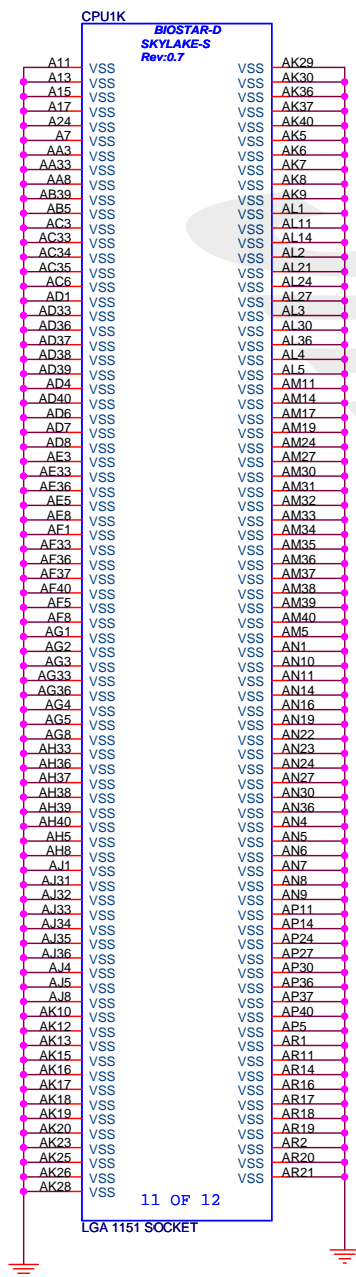 CPU1K
BIOSTAR-D
SKYLAKE-S
Rev:0.7
A11 VSS VSS AK29
A13 VSS VSS AK30
A15 VSS VSS AK36
A17 VSS VSS AK37
A24 VSS VSS AK40
A7 VSS VSS AK5
AA3 VSS VSS AK6
AA33 VSS VSS AK7
AA8 VSS VSS AK8
AB39 VSS VSS AK9
AB5 VSS VSS AL1
AC3 VSS VSS AL11
AC33 VSS VSS AL14
AC34 VSS VSS AL2
AC35 VSS VSS AL21
AC6 VSS VSS AL24
AD1 VSS VSS AL27
AD33 VSS VSS AL3
AD36 VSS VSS AL30
AD37 VSS VSS AL36
AD38 VSS VSS AL4
AD39 VSS VSS AL5
AD4 VSS VSS AM11
AD40 VSS VSS AM14
AD6 VSS VSS AM17
AD7 VSS VSS AM19
AD8 VSS VSS AM24
AE3 VSS VSS AM27
AE33 VSS VSS AM30
AE36 VSS VSS AM31
AE5 VSS VSS AM32
AE8 VSS VSS AM33
AF1 VSS VSS AM34
AF33 VSS VSS AM35
AF36 VSS VSS AM36
AF37 VSS VSS AM37
AF40 VSS VSS AM38
AF5 VSS VSS AM39
AF8 VSS VSS AM40
AG1 VSS VSS AM5
AG2 VSS VSS AN1
AG3 VSS VSS AN10
AG33 VSS VSS AN11
AG36 VSS VSS AN14
AG4 VSS VSS AN16
AG5 VSS VSS AN19
AG8 VSS VSS AN22
AH33 VSS VSS AN23
AH36 VSS VSS AN24
AH37 VSS VSS AN27
AH38 VSS VSS AN30
AH39 VSS VSS AN36
AH40 VSS VSS AN4
AH5 VSS VSS AN5
AH8 VSS VSS AN6
AJ1 VSS VSS AN7
AJ31 VSS VSS AN8
AJ32 VSS VSS AN9
AJ33 VSS VSS AP11
AJ34 VSS VSS AP14
AJ35 VSS VSS AP24
AJ36 VSS VSS AP27
AJ4 VSS VSS AP30
AJ5 VSS VSS AP36
AJ8 VSS VSS AP37
AK10 VSS VSS AP40
AK12 VSS VSS AP5
AK13 VSS VSS AR1
AK15 VSS VSS AR11
AK16 VSS VSS AR14
AK17 VSS VSS AR16
AK18 VSS VSS AR17
AK19 VSS VSS AR18
AK20 VSS VSS AR19
AK23 VSS VSS AR2
AK25 VSS VSS AR20
AK26 VSS VSS AR21
AK28 VSS
11 OF 12
LGA 1151 SOCKET